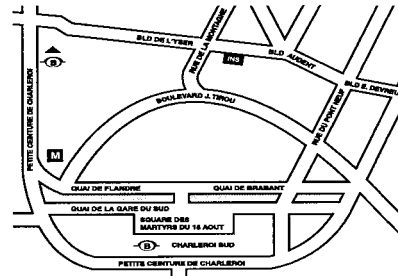 BLD DE L'YSER
RUE DE LA MONTAGNE
INS
BLD AUDENT
BLD E. DEVREU
B
PETITE CEINTURE DE CHARLEROI
BOULEVARD J. TIROU
RUE DU PONT NEUF
M
QUAI DE FLANDRE
QUAI DE BRABANT
QUAI DE LA GARE DU SUD
SQUARE DES
MARTYRS DU 18 AOUT
B
CHARLEROI SUD
PETITE CEINTURE DE CHARLEROI